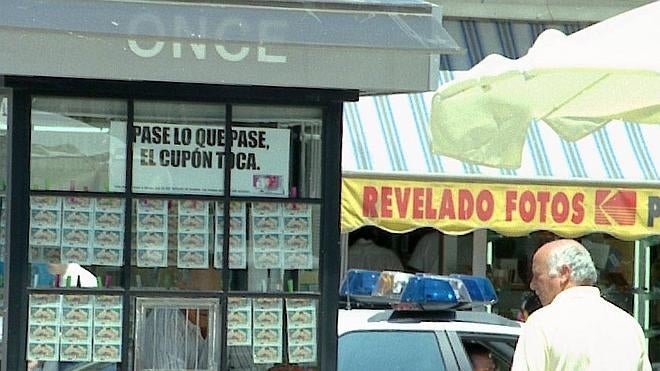 ONCE
PASE LO QUE PASE,
EL CUPÓN TOCA.
REVELADO FOTOS